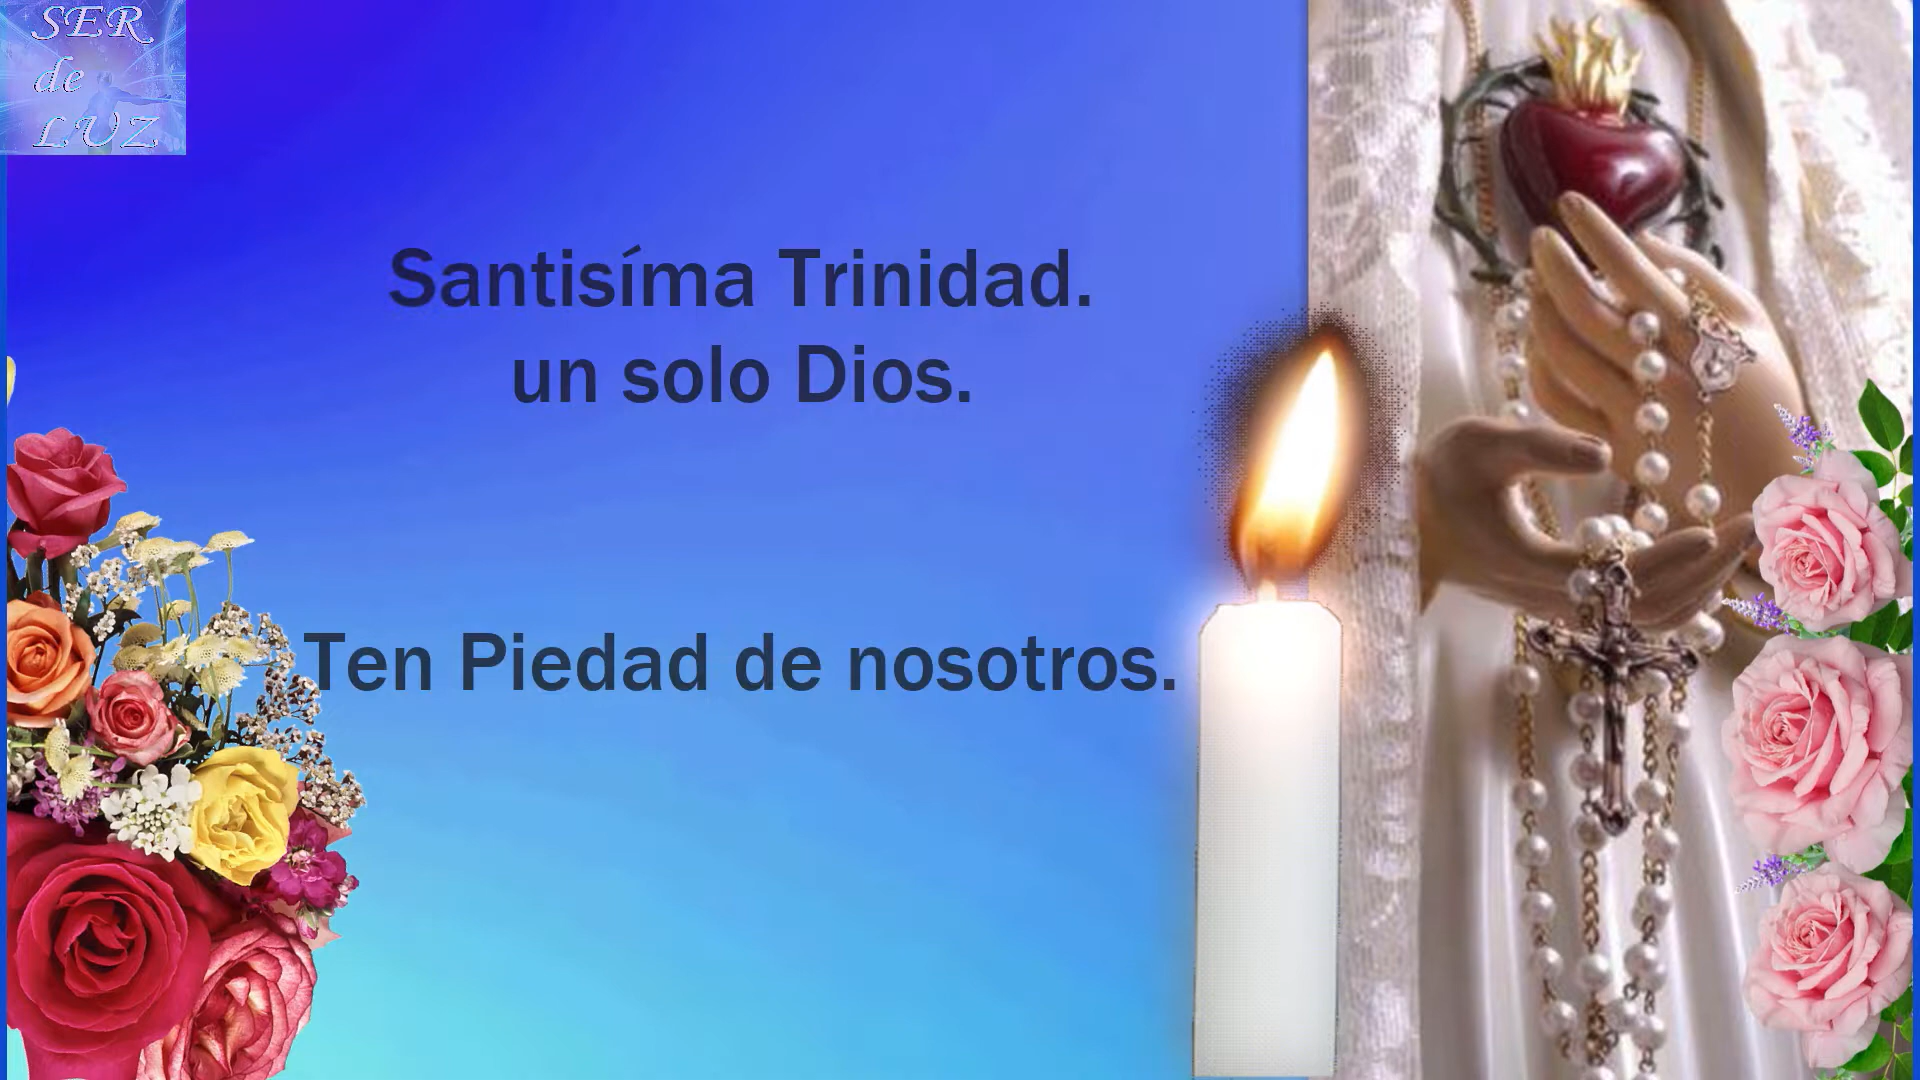 SER
de
LUZ
Santisíma Trinidad.
un solo Dios.
Ten Piedad de nosotros.